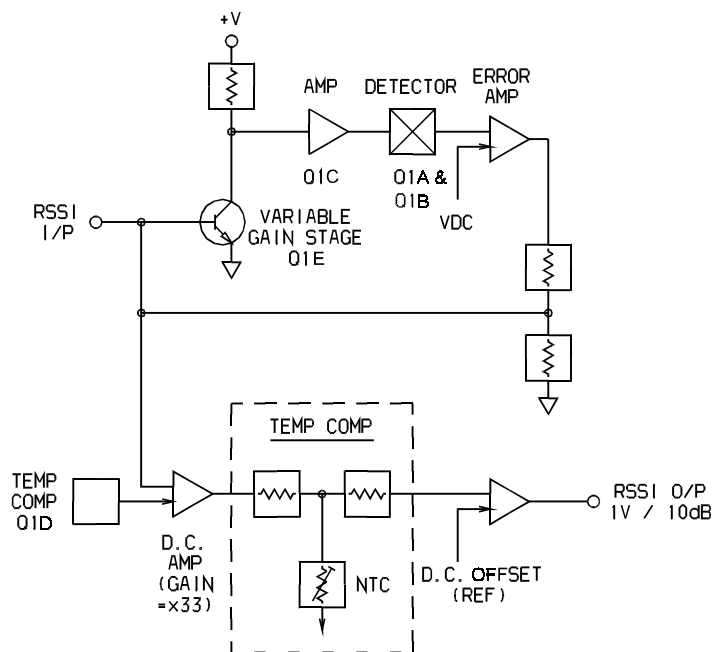 +V
AMP
DETECTOR
ERROR
AMP
Q1C
Q1A &
Q1B
VDC
RSSI
I/P
VARIABLE
GAIN STAGE
Q1E
TEMP COMP
TEMP
COMP
Q1D
D.C.
AMP
(GAIN
=x33)
NTC
D.C. OFFSET
(REF)
RSSI O/P
1V / 10dB